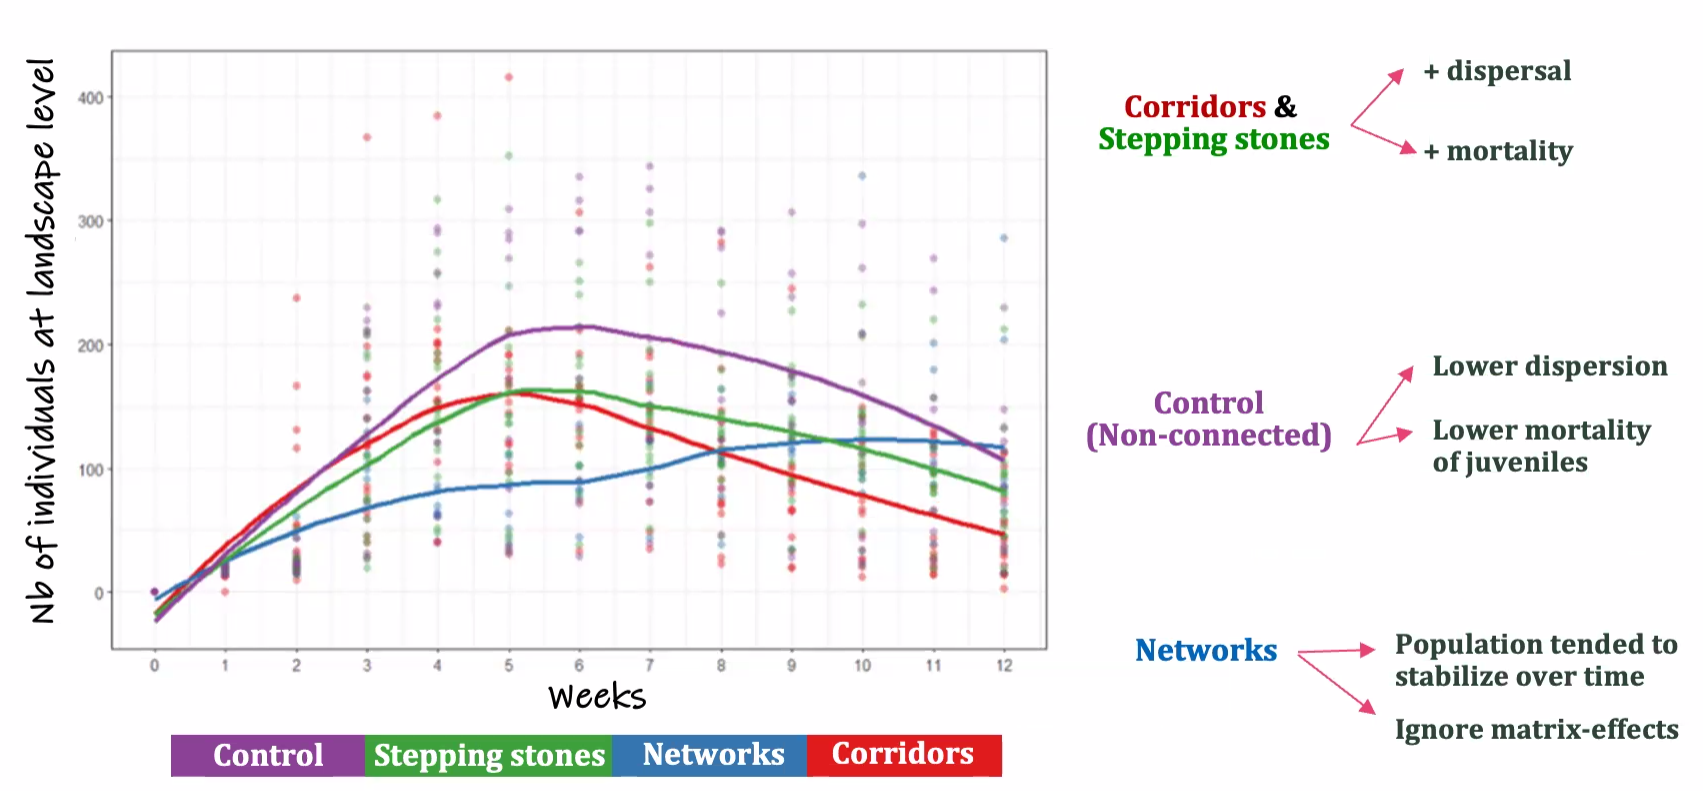 Nb of individuals at landscape level
400
300
200
100
0
0 1 2 3 4 5 6 7 8 9 10 11 12
Weeks
Control Stepping stones Networks Corridors
Corridors &
Stepping stones
+ dispersal
+ mortality
Control
(Non-connected)
Lower dispersion
Lower mortality
of juveniles
Networks
Population tended to
stabilize over time
Ignore matrix-effects